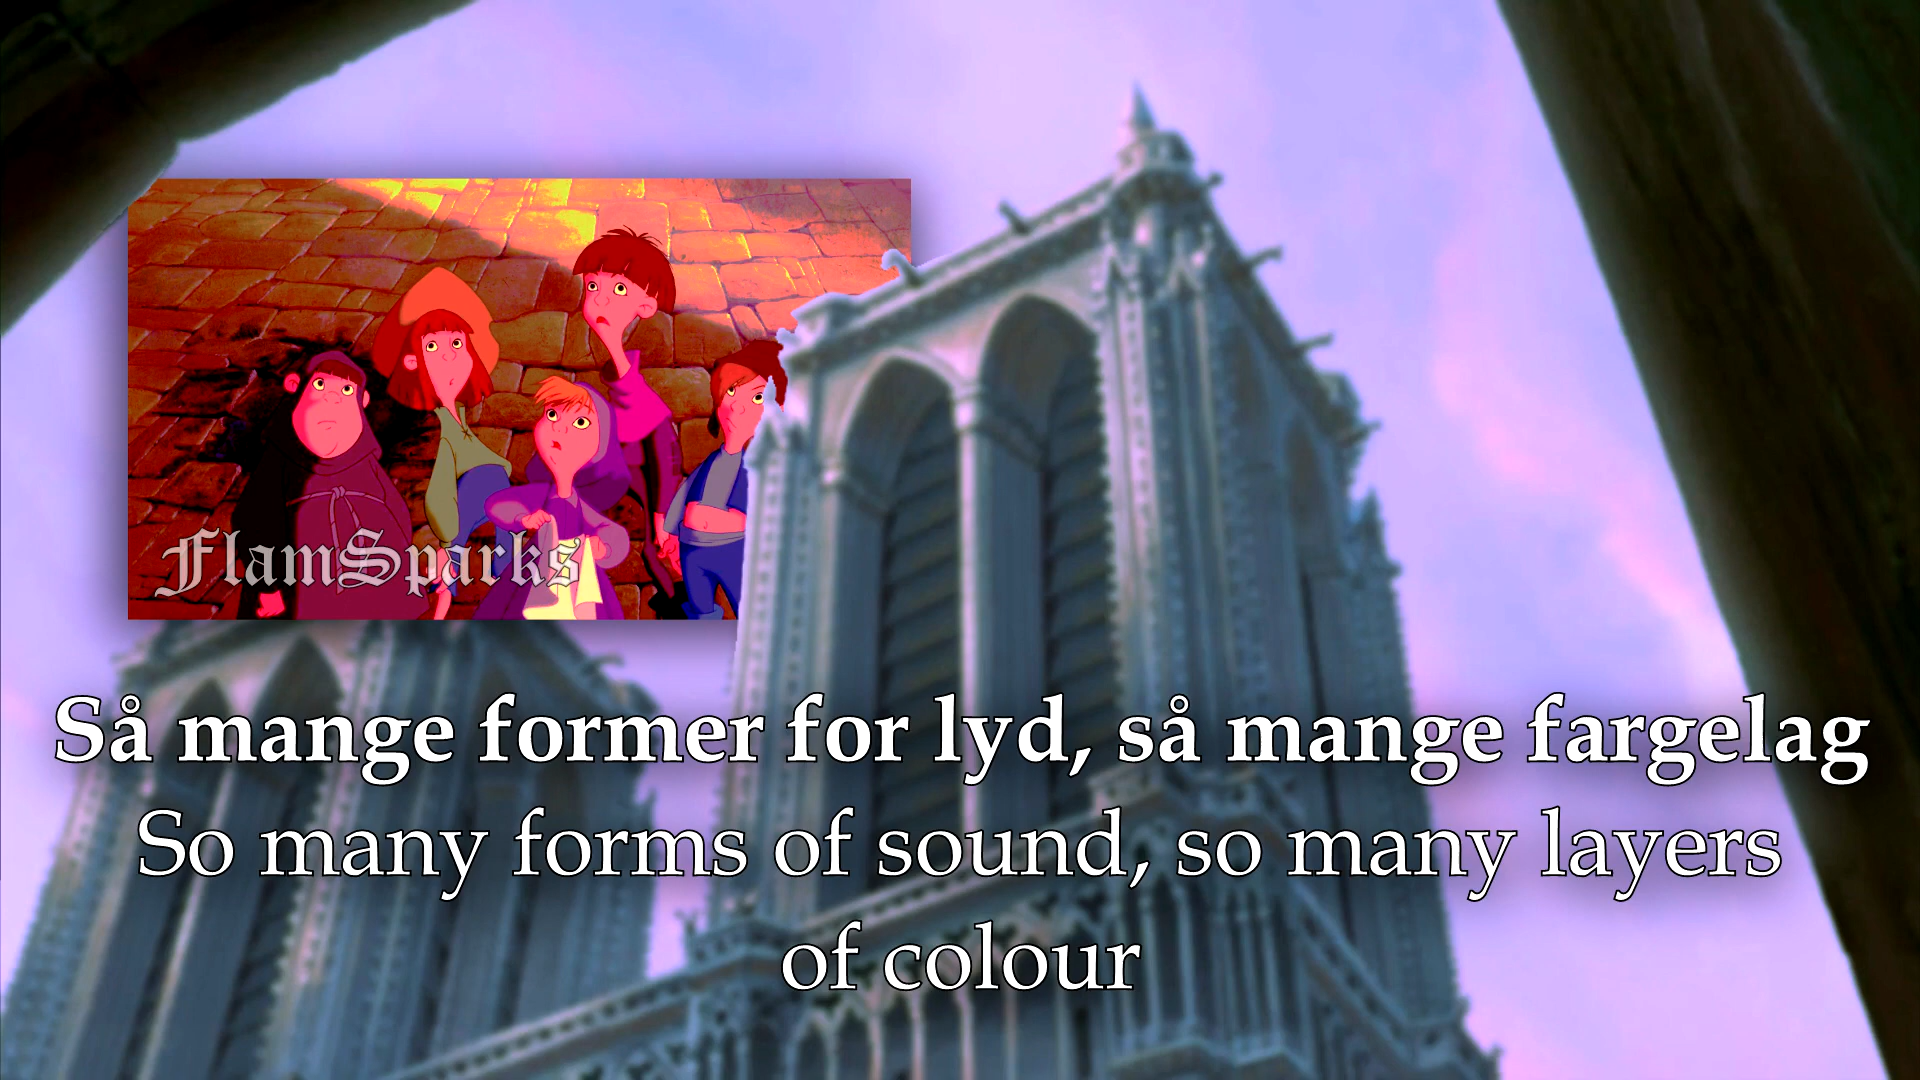 FlamSparks
Så mange former for lyd, så mange fargelag
So many forms of sound, so many layers
of colour